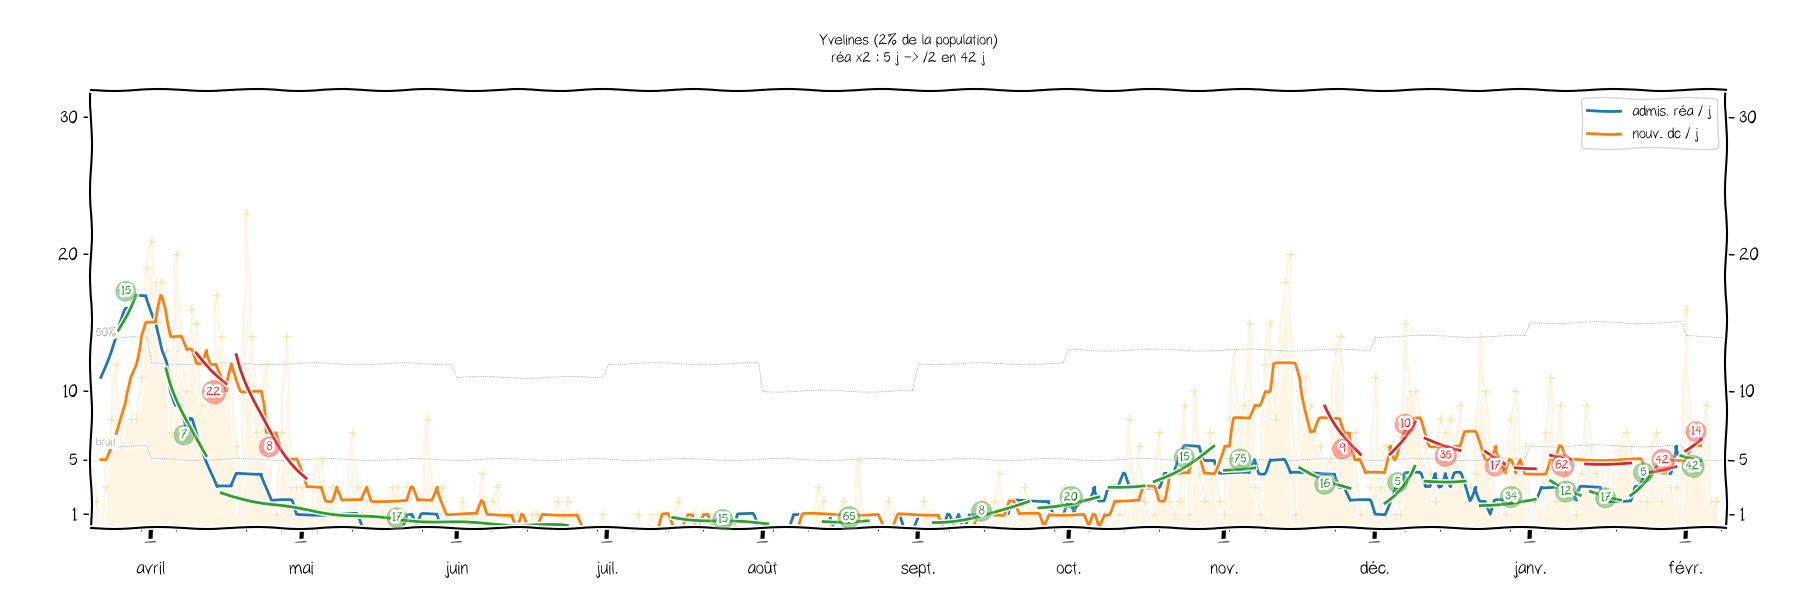 Yvelines (2% de la population)
réa x2 : 5 j -> /2 en 42 j
admis. réa / j
nouv. dc / j
30
30
20
20
10
10
5
5
1
1
50%
bruit
15
7
22
8
17
15
65
8
20
15
75
16
9
5
10
35
17
34
62
12
17
5
42
14
42
avril
mai
juin
juil.
août
sept.
oct.
nov.
déc.
janv.
févr.